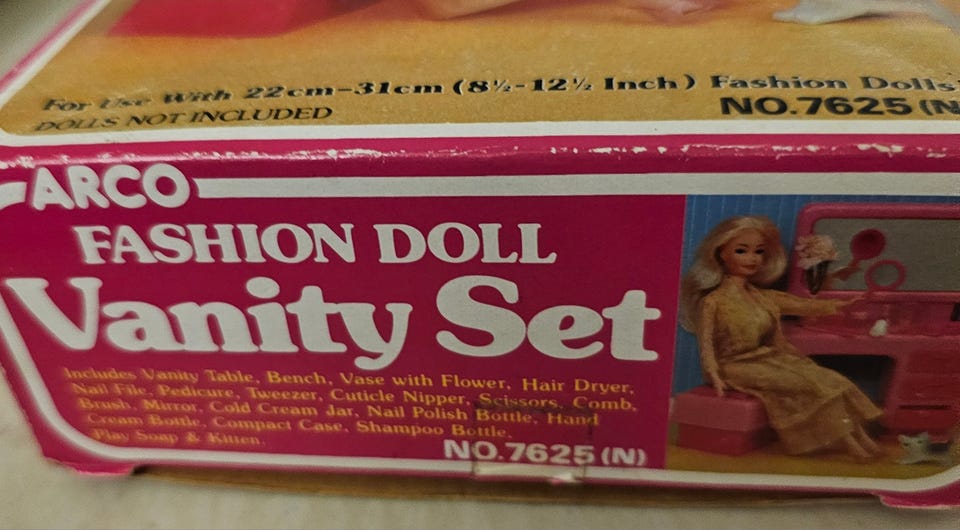 For Use With 22cm-31cm (8½-12½ Inch) Fashion Dolls
DOLLS NOT INCLUDED
NO.7625 (N
ARCO
FASHION DOLL
Vanity Set
Includes Vanity Table, Bench, Vase with Flower, Hair Dryer,
Nail File, Pedicure, Tweezer, Cuticle Nipper, Scissors, Comb,
Brush, Mirror, Cold Cream Jar, Nail Polish Bottle, Hand
Cream Bottle, Compact Case, Shampoo Bottle,
Play Soap & Kitten.
NO.7625 (N)